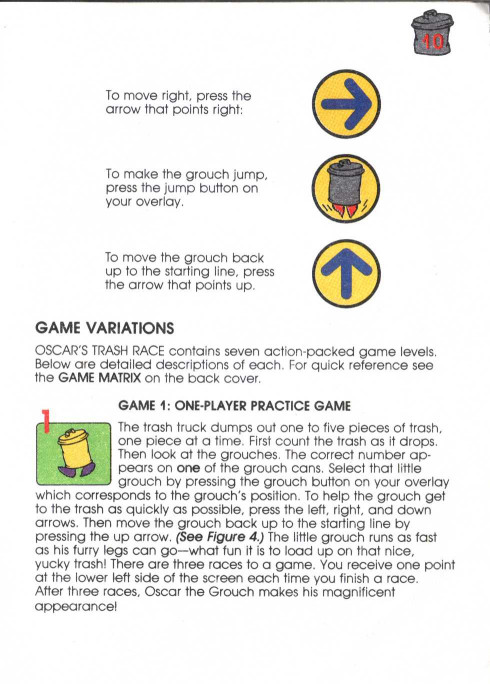 10
To move right, press the
arrow that points right:
To make the grouch jump,
press the jump button on
your overlay.
To move the grouch back
up to the starting line, press
the arrow that points up.
GAME VARIATIONS
OSCAR'S TRASH RACE contains seven action-packed game levels.
Below are detailed descriptions of each. For quick reference see
the GAME MATRIX on the back cover.
1
GAME 1: ONE-PLAYER PRACTICE GAME
The trash truck dumps out one to five pieces of trash,
one piece at a time. First count the trash as it drops.
Then look at the grouches. The correct number ap-
pears on one of the grouch cans. Select that little
grouch by pressing the grouch button on your overlay
which corresponds to the grouch's position. To help the grouch get
to the trash as quickly as possible, press the left, right, and down
arrows. Then move the grouch back up to the starting line by
pressing the up arrow. (See Figure 4.) The little grouch runs as fast
as his furry legs can go—what fun it is to load up on that nice,
yucky trash! There are three races to a game. You receive one point
at the lower left side of the screen each time you finish a race.
After three races, Oscar the Grouch makes his magnificent
appearance!